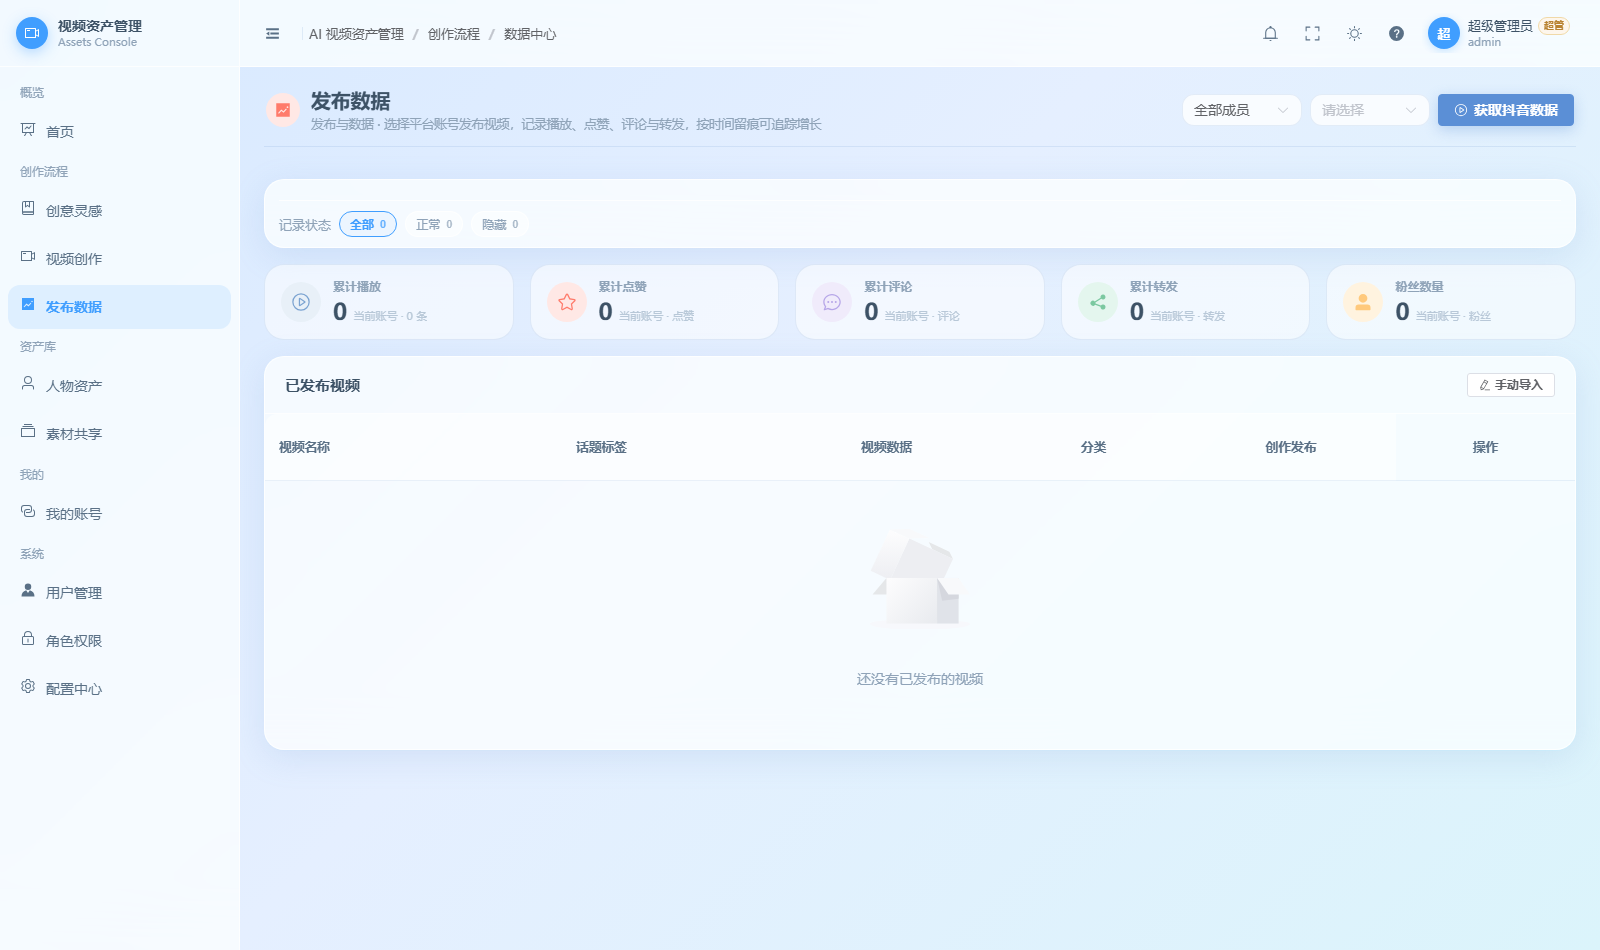 视频资产管理
Assets Console
AI 视频资产管理 / 创作流程 / 数据中心
超 超级管理员 超管
admin
概览
首页
创作流程
创意灵感
视频创作
发布数据
资产库
人物资产
素材共享
我的
我的账号
系统
用户管理
角色权限
配置中心
发布数据
发布与数据 · 选择平台账号发布视频，记录播放、点赞、评论与转发，按时间留痕可追踪增长
全部成员 请选择 获取抖音数据
记录状态 全部 0 正常 0 隐藏 0
累计播放
0 当前账号 · 0 条
累计点赞
0 当前账号 · 点赞
累计评论
0 当前账号 · 评论
累计转发
0 当前账号 · 转发
粉丝数量
0 当前账号 · 粉丝
已发布视频 手动导入
视频名称 话题标签 视频数据 分类 创作发布 操作
还没有已发布的视频